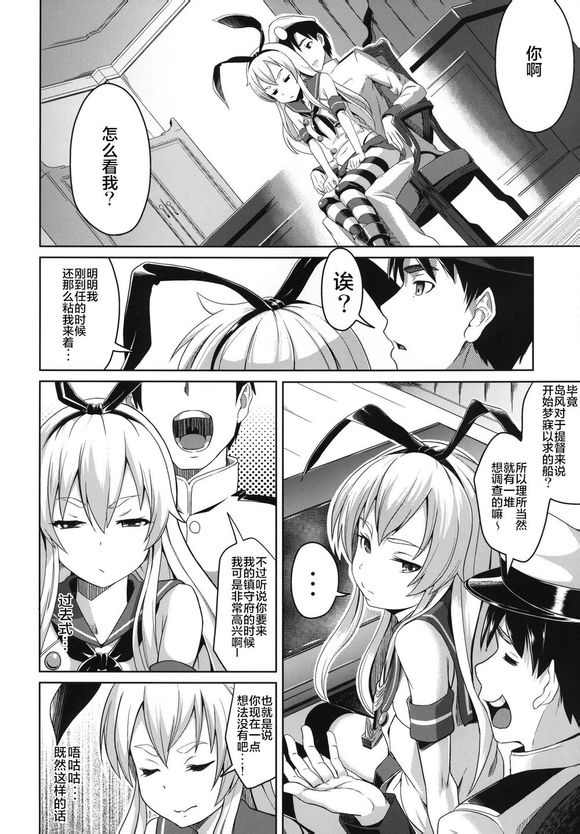 你啊
怎么看我？
诶？
明明我
刚到任的时候
还那么粘我来
着…
毕竟
岛风对于提督来说
开始梦寐以求的船？
所以理所当然
就有一堆
想调查的
嘛～
…
不过听说你要来
我的镇守府的时候
我可是非常高兴啊ー
过去式…
也就是说
你现在一点
想法没有吧…！
唔咕咕…
既然这样的话